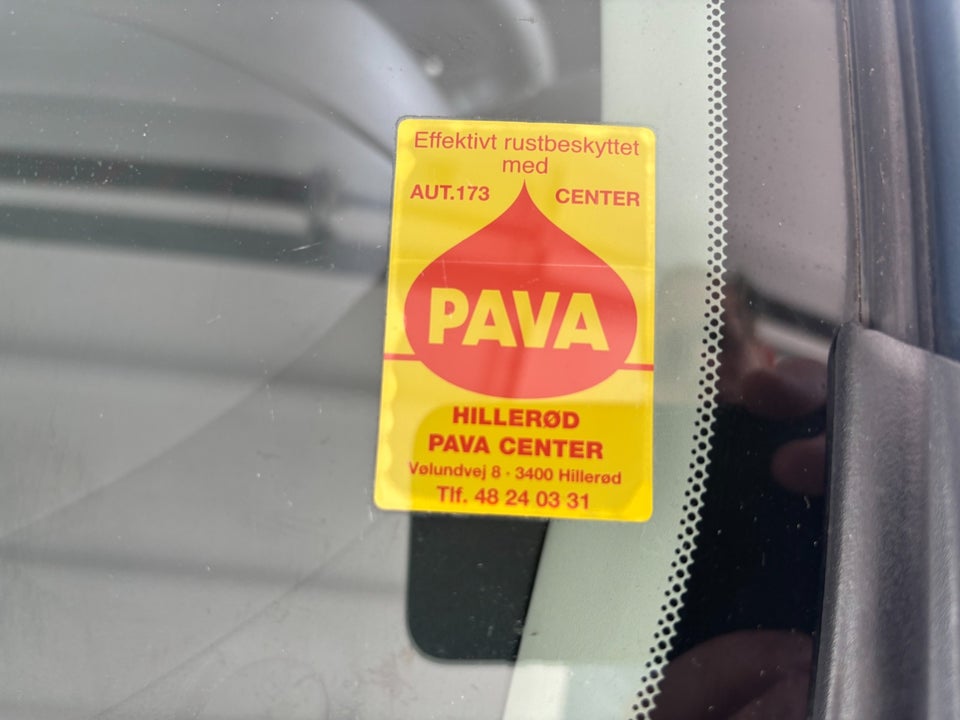 Effektivt rustbeskyttet
med
AUT.173 CENTER
PAVA
HILLERØD
PAVA CENTER
Vølundvej 8 · 3400 Hillerød
Tlf. 48 24 03 31